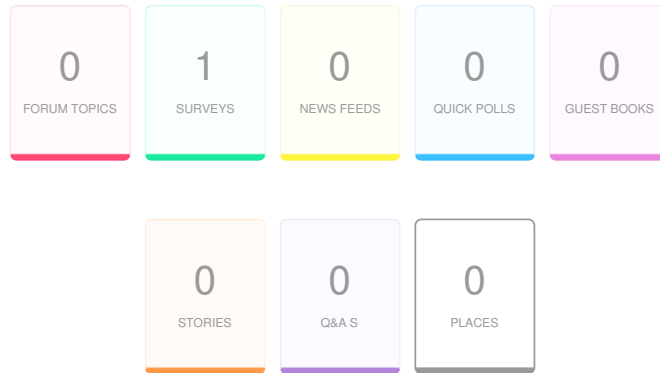 0 1 0 0 0
FORUM TOPICS SURVEYS NEWS FEEDS QUICK POLLS GUEST BOOKS
0 0 0
STORIES Q&A S PLACES